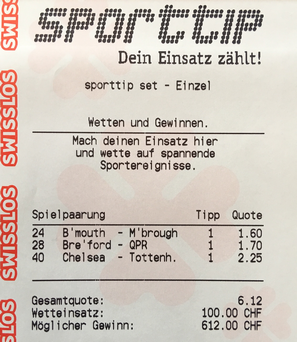 sporttip
Dein Einsatz zählt!
sporttip set - Einzel
Wetten und Gewinnen.
Mach deinen Einsatz hier
und wette auf spannende
Sportereignisse.
Spielpaarung Tipp Quote
24 B'mouth - M'brough 1 1.60
28 Bre'ford - QPR 1 1.70
40 Chelsea - Tottenh. 1 2.25
Gesamtquote: 6.12
Wetteinsatz: 100.00 CHF
Möglicher Gewinn: 612.00 CHF
SWISSLOS
SWISSLOS
SWISSLOS
SWISSLOS